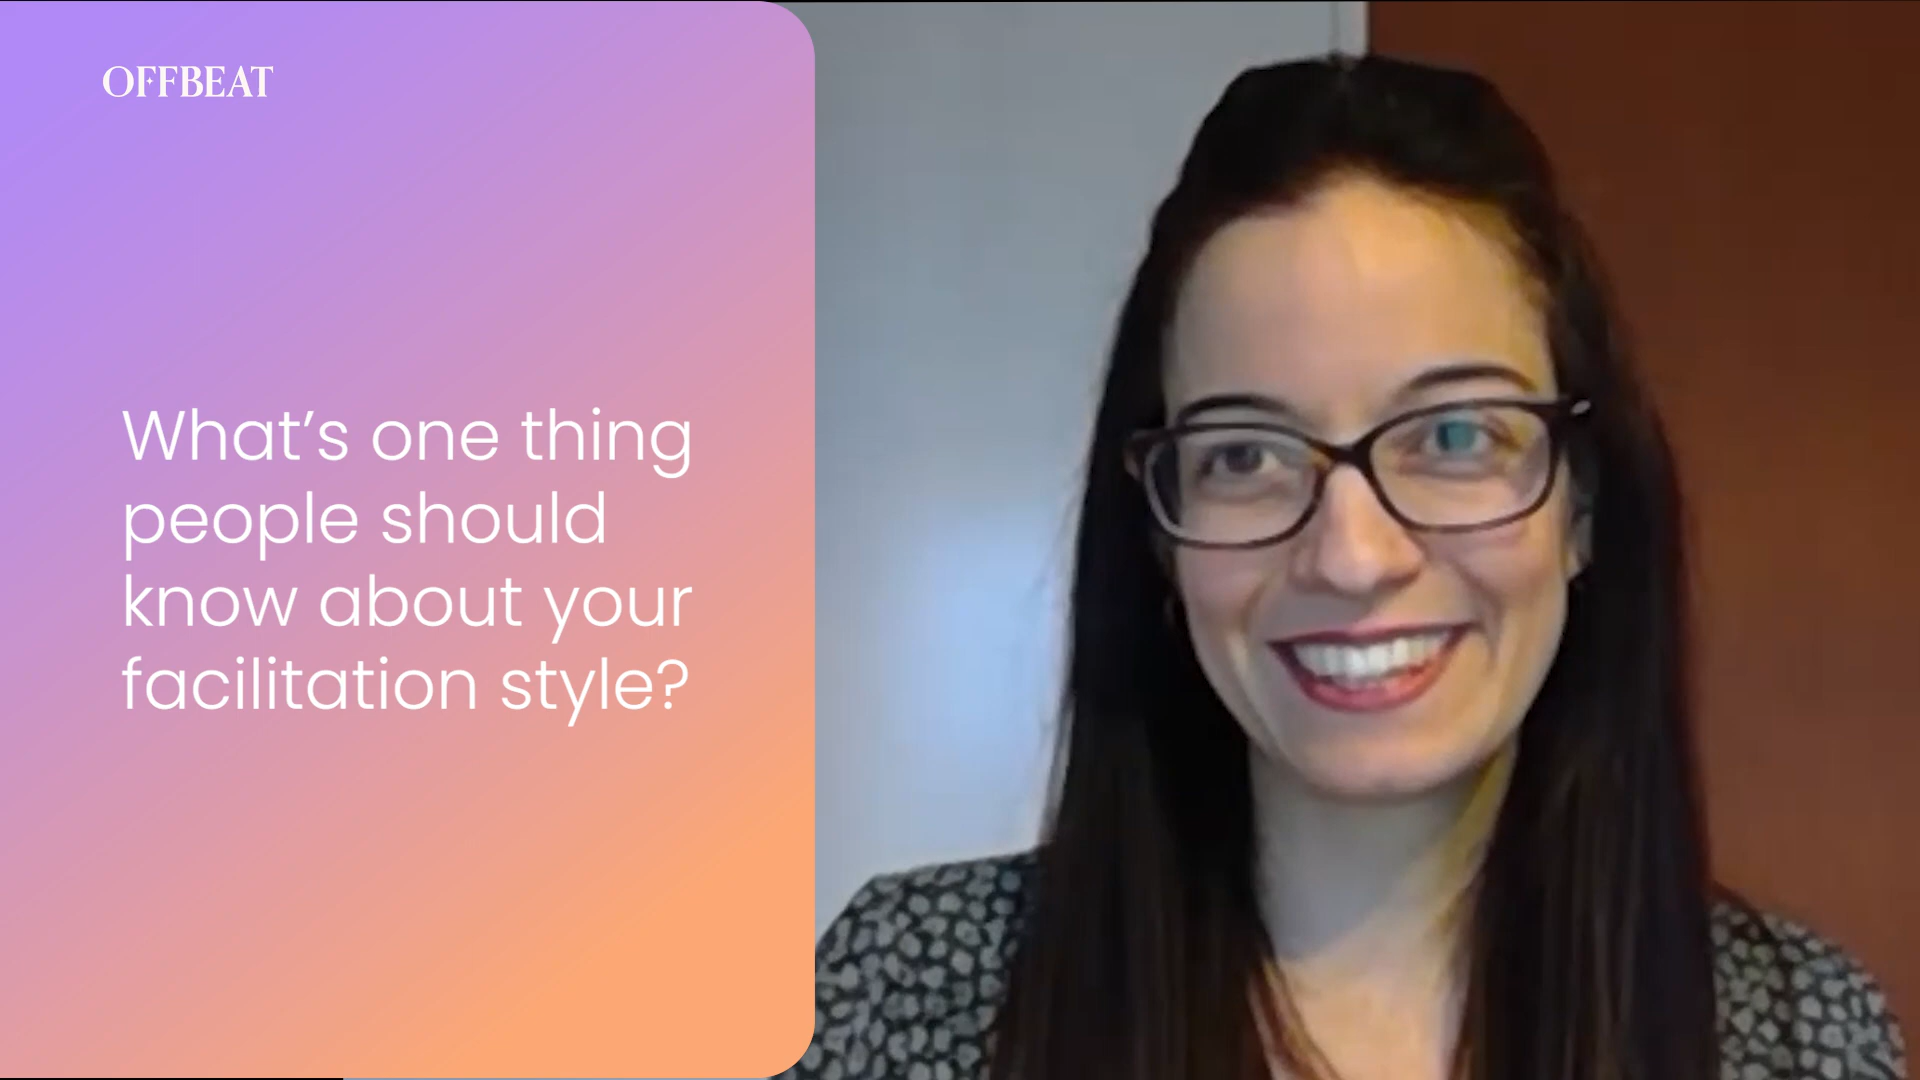 OFFBEAT
What’s one thing
people should
know about your
facilitation style?